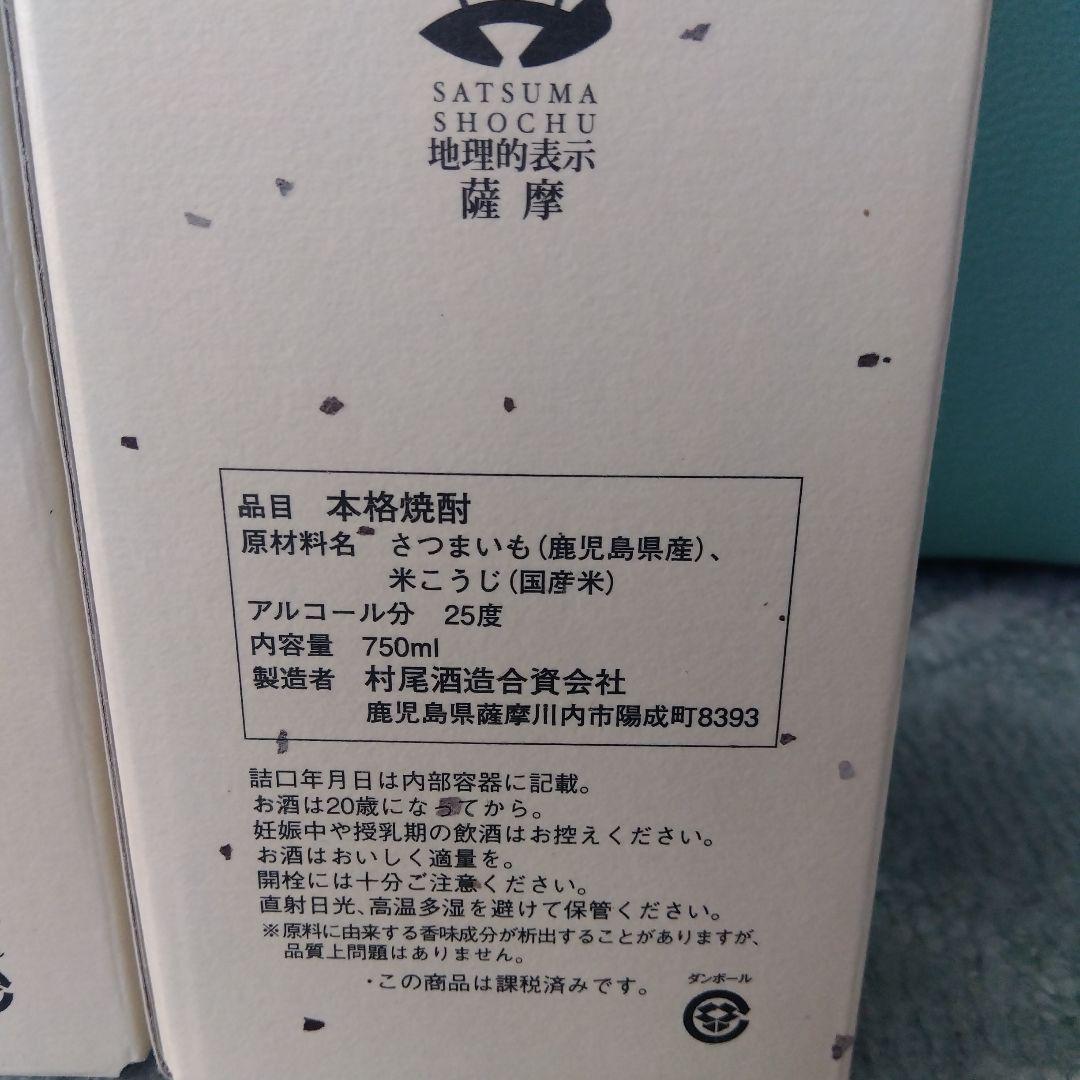 SATSUMA
SHOCHU
地理的表示
薩摩
品目 本格焼酎
原材料名 さつまいも(鹿児島県産)、
米こうじ(国産米)
アルコール分 25度
内容量 750ml
製造者 村尾酒造合資会社
鹿児島県薩摩川内市陽成町8393
詰口年月日は内部容器に記載。
お酒は20歳になってから。
妊娠中や授乳期の飲酒はお控えください。
お酒はおいしく適量を。
開栓には十分ご注意ください。
直射日光、高温多湿を避けて保管ください。
※原料に由来する香味成分が析出することがありますが、
品質上問題はありません。
・この商品は課税済みです。
ダンボール